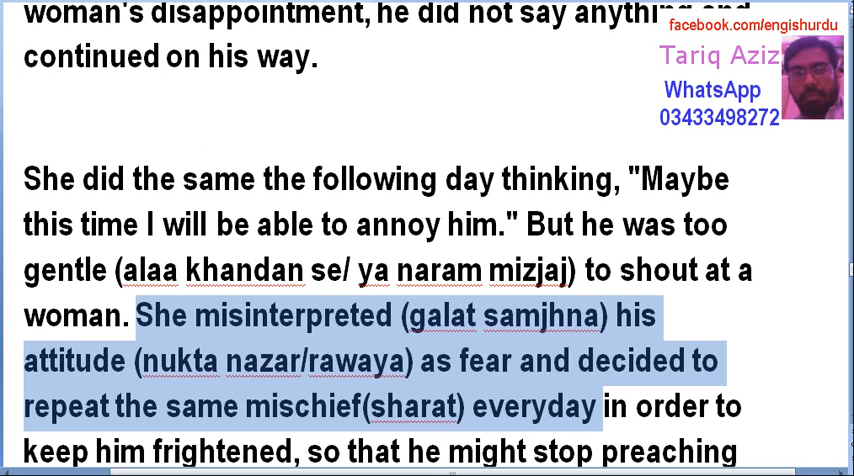 woman's disappointment, he did not say anything and
facebook.com/engishurdu
continued on his way.
Tariq Aziz
WhatsApp
03433498272
She did the same the following day thinking, "Maybe
this time I will be able to annoy him." But he was too
gentle (alaa khandan se/ ya naram mizjaj) to shout at a
woman. She misinterpreted (galat samjhna) his
attitude (nukta nazar/rawaya) as fear and decided to
repeat the same mischief(sharat) everyday in order to
keep him frightened, so that he might stop preaching